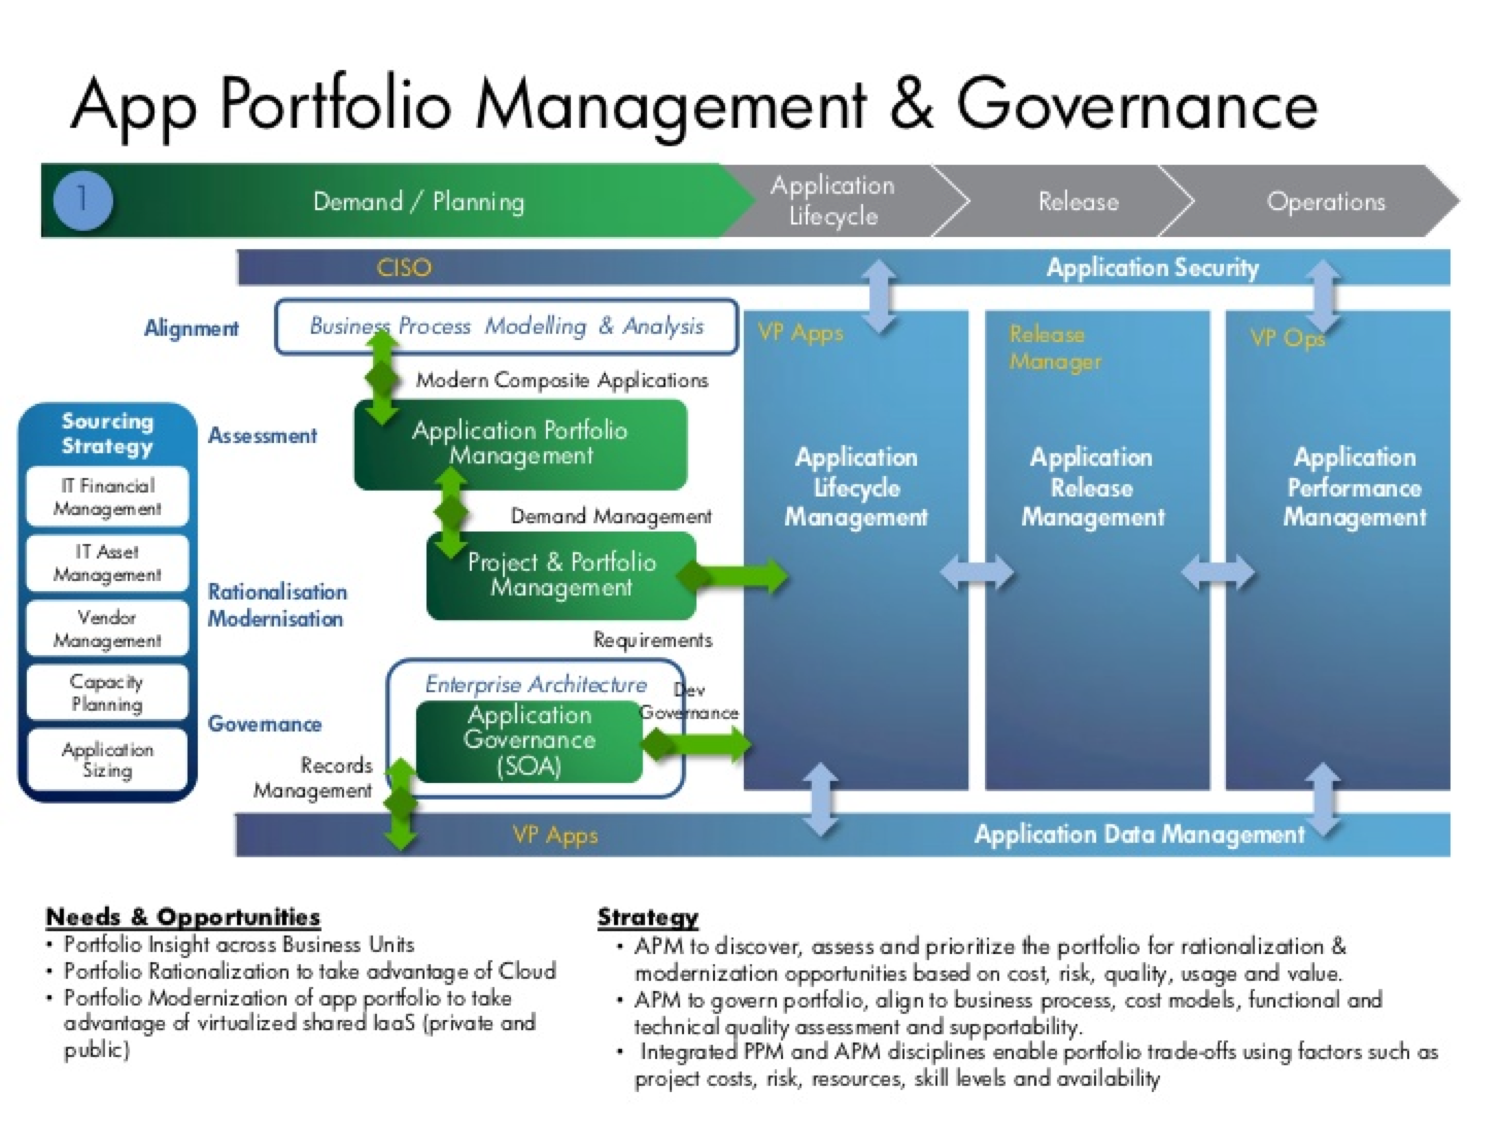 App Portfolio Management & Governance
1
Demand / Planning
Application
Lifecycle
Release
Operations
CISO
Application Security
Alignment
Business Process Modelling & Analysis
VP Apps
Release
Manager
VP Ops
Modern Composite Applications
Sourcing
Strategy
Assessment
Application Portfolio
Management
Application
Lifecycle
Management
Application
Release
Management
Application
Performance
Management
IT Financial
Management
Demand Management
IT Asset
Management
Project & Portfolio
Management
Rationalisation
Modernisation
Vendor
Management
Requirements
Capacity
Planning
Enterprise Architecture
Dev
Governance
Governance
Application
Governance
(SOA)
Application
Sizing
Records
Management
VP Apps
Application Data Management
Needs & Opportunities
• Portfolio Insight across Business Units
• Portfolio Rationalization to take advantage of Cloud
• Portfolio Modernization of app portfolio to take
advantage of virtualized shared IaaS (private and
public)
Strategy
• APM to discover, assess and prioritize the portfolio for rationalization &
modernization opportunities based on cost, risk, quality, usage and value.
• APM to govern portfolio, align to business process, cost models, functional and
technical quality assessment and supportability.
• Integrated PPM and APM disciplines enable portfolio trade-offs using factors such as
project costs, risk, resources, skill levels and availability